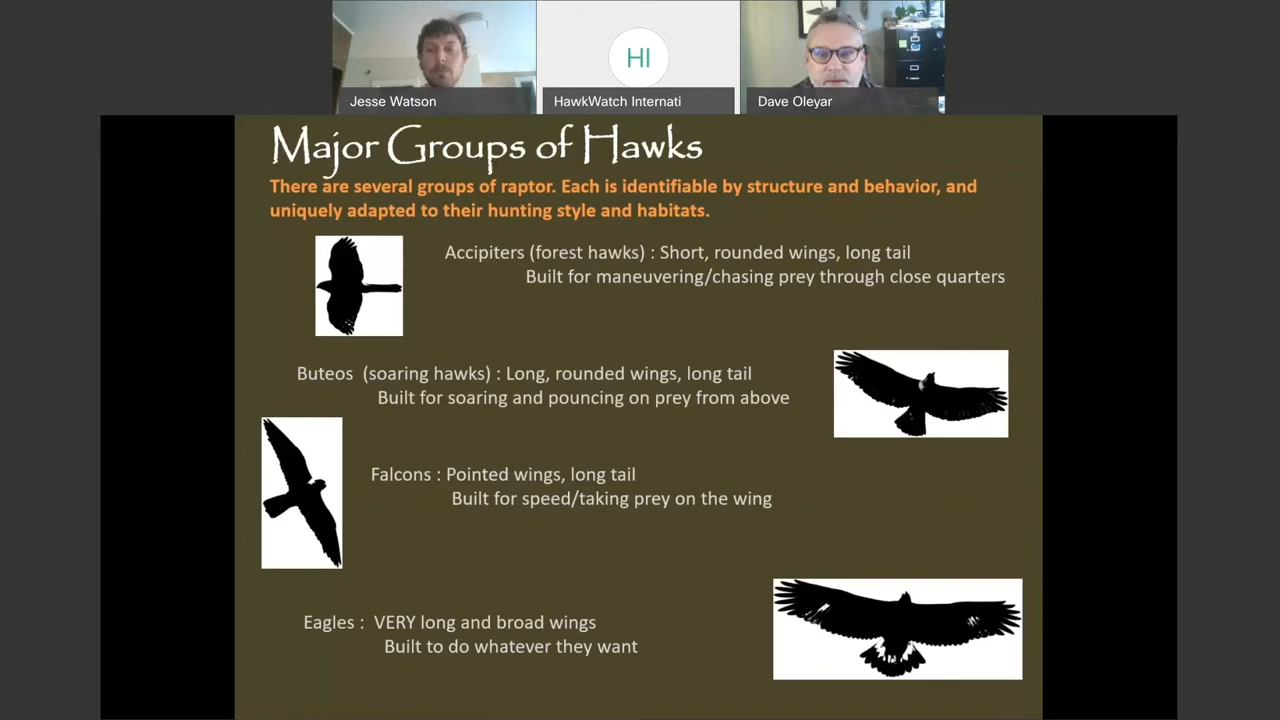 HI
Jesse Watson
HawkWatch Internati
Dave Oleyar
Major Groups of Hawks
There are several groups of raptor. Each is identifiable by structure and behavior, and
uniquely adapted to their hunting style and habitats.
Accipiters (forest hawks) : Short, rounded wings, long tail
Built for maneuvering/chasing prey through close quarters
Buteos (soaring hawks) : Long, rounded wings, long tail
Built for soaring and pouncing on prey from above
Falcons : Pointed wings, long tail
Built for speed/taking prey on the wing
Eagles : VERY long and broad wings
Built to do whatever they want